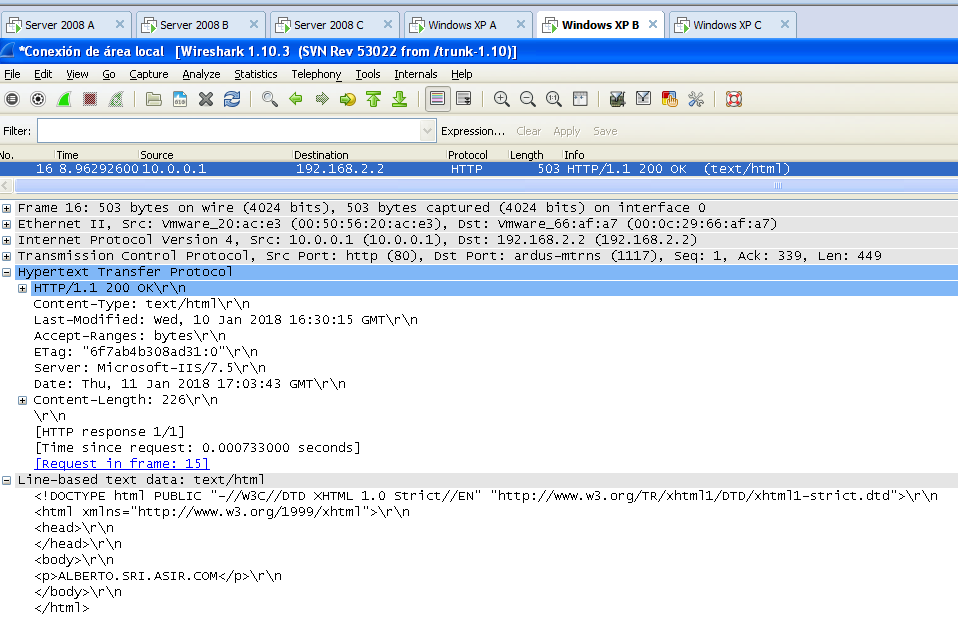 Server 2008 A Server 2008 B Server 2008 C Windows XP A Windows XP B Windows XP C
*Conexión de área local [Wireshark 1.10.3 (SVN Rev 53022 from /trunk-1.10)]
File Edit View Go Capture Analyze Statistics Telephony Tools Internals Help
Filter: Expression... Clear Apply Save
No. Time Source Destination Protocol Length Info
16 8.96292600 10.0.0.1 192.168.2.2 HTTP 503 HTTP/1.1 200 OK (text/html)
Frame 16: 503 bytes on wire (4024 bits), 503 bytes captured (4024 bits) on interface 0
Ethernet II, Src: Vmware_20:ac:e3 (00:50:56:20:ac:e3), Dst: Vmware_66:af:a7 (00:0c:29:66:af:a7)
Internet Protocol Version 4, Src: 10.0.0.1 (10.0.0.1), Dst: 192.168.2.2 (192.168.2.2)
Transmission Control Protocol, Src Port: http (80), Dst Port: ardus-mtrns (1117), Seq: 1, Ack: 339, Len: 449
Hypertext Transfer Protocol
HTTP/1.1 200 OK\r\n
Content-Type: text/html\r\n
Last-Modified: Wed, 10 Jan 2018 16:30:15 GMT\r\n
Accept-Ranges: bytes\r\n
ETag: "6f7ab4b308ad31:0"\r\n
Server: Microsoft-IIS/7.5\r\n
Date: Thu, 11 Jan 2018 17:03:43 GMT\r\n
Content-Length: 226\r\n
\r\n
[HTTP response 1/1]
[Time since request: 0.000733000 seconds]
[Request in frame: 15]
Line-based text data: text/html
<!DOCTYPE html PUBLIC "-//W3C//DTD XHTML 1.0 Strict//EN" "http://www.w3.org/TR/xhtml1/DTD/xhtml1-strict.dtd">\r\n
<html xmlns="http://www.w3.org/1999/xhtml">\r\n
<head>\r\n
</head>\r\n
<body>\r\n
<p>ALBERTO.SRI.ASIR.COM</p>\r\n
</body>\r\n
</html>